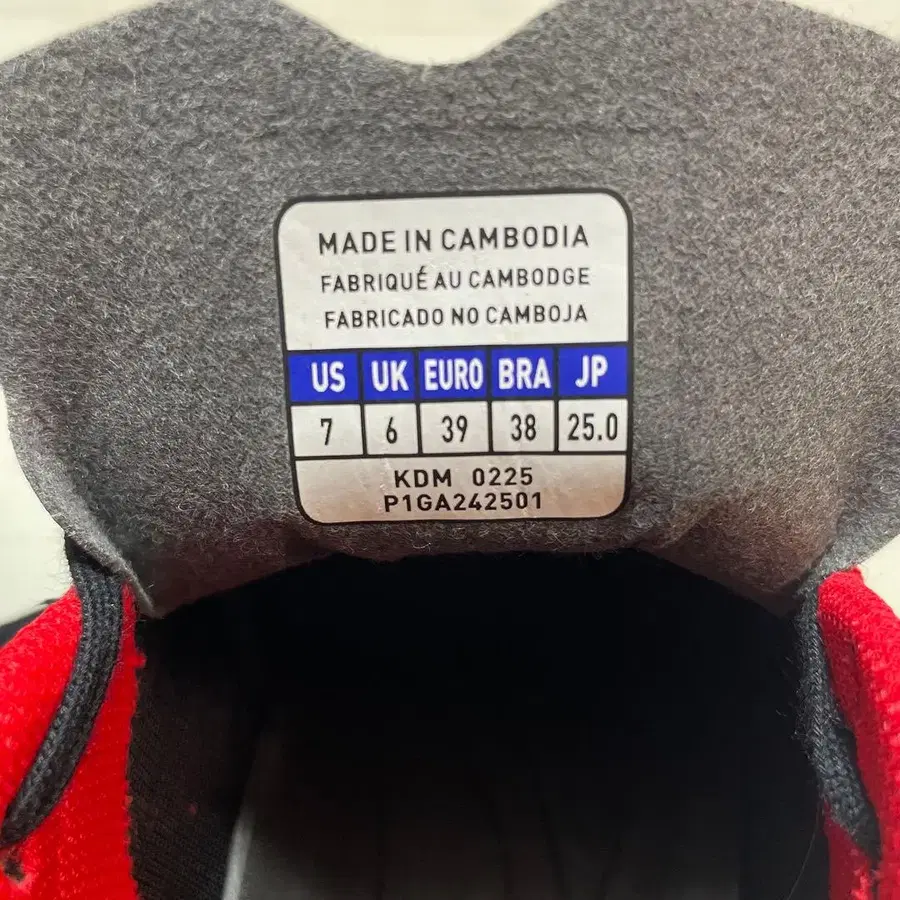 MADE IN CAMBODIA
FABRIQUÉ AU CAMBODGE
FABRICADO NO CAMBOJA
US UK EURO BRA JP
7 6 39 38 25.0
KDM 0225
P1GA242501